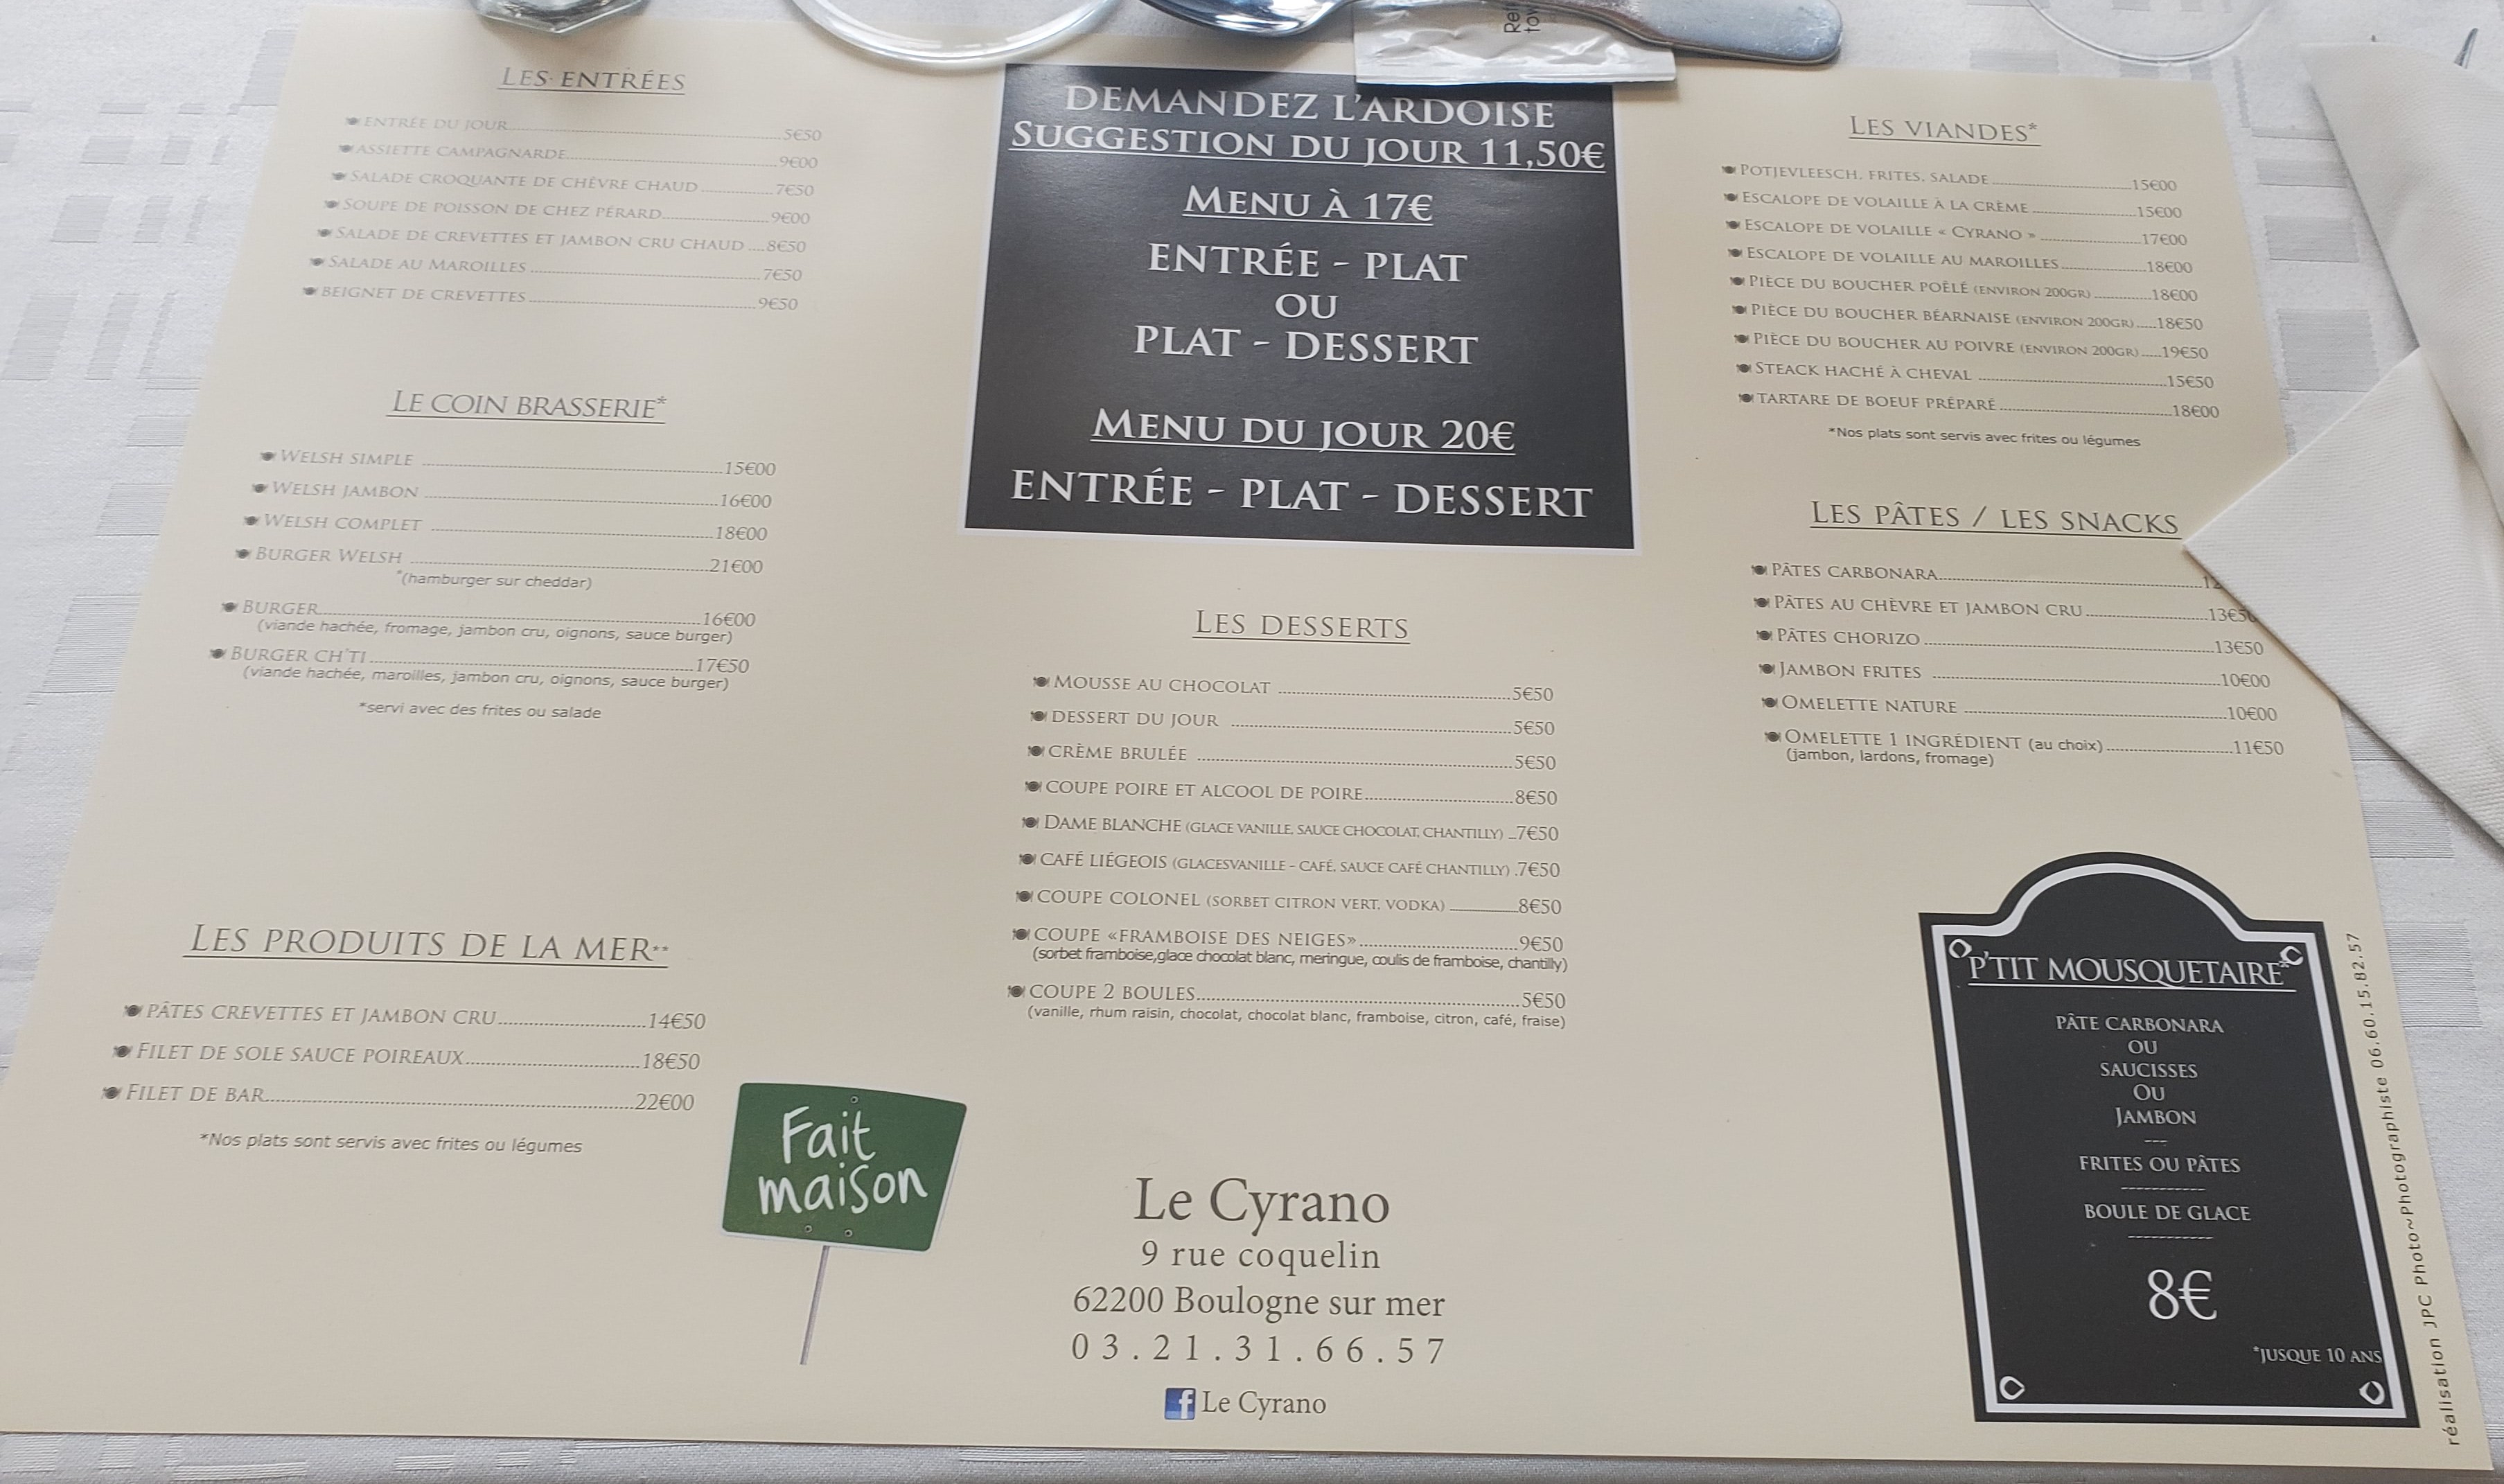 LES ENTRÉES
ENTRÉE DU JOUR 5€50
ASSIETTE CAMPAGNARDE 9€00
SALADE CROQUANTE DE CHÈVRE CHAUD 7€50
SOUPE DE POISSON DE CHEZ PÉRARD 9€00
SALADE DE CREVETTES ET JAMBON CRU CHAUD 8€50
SALADE AU MAROILLES 7€50
BEIGNET DE CREVETTES 9€50
LE COIN BRASSERIE*
WELSH SIMPLE 15€00
WELSH JAMBON 16€00
WELSH COMPLET 18€00
BURGER WELSH 21€00
*(hamburger sur cheddar)
BURGER 16€00
(viande hachée, fromage, jambon cru, oignons, sauce burger)
BURGER CH'TI 17€50
(viande hachée, maroilles, jambon cru, oignons, sauce burger)
*servi avec des frites ou salade
LES PRODUITS DE LA MER**
PÂTES CREVETTES ET JAMBON CRU 14€50
FILET DE SOLE SAUCE POIREAUX 18€50
FILET DE BAR 22€00
*Nos plats sont servis avec frites ou légumes
Fait
maison
DEMANDEZ L'ARDOISE
SUGGESTION DU JOUR 11,50€
MENU À 17€
ENTRÉE - PLAT
OU
PLAT - DESSERT
MENU DU JOUR 20€
ENTRÉE - PLAT - DESSERT
LES DESSERTS
MOUSSE AU CHOCOLAT 5€50
DESSERT DU JOUR 5€50
CRÈME BRULÉE 5€50
COUPE POIRE ET ALCOOL DE POIRE 8€50
DAME BLANCHE (GLACE VANILLE, SAUCE CHOCOLAT, CHANTILLY) 7€50
CAFÉ LIÉGEOIS (GLACESVANILLE - CAFÉ, SAUCE CAFÉ CHANTILLY) 7€50
COUPE COLONEL (SORBET CITRON VERT, VODKA) 8€50
COUPE «FRAMBOISE DES NEIGES» 9€50
(sorbet framboise,glace chocolat blanc, meringue, coulis de framboise, chantilly)
COUPE 2 BOULES 5€50
(vanille, rhum raisin, chocolat, chocolat blanc, framboise, citron, café, fraise)
Le Cyrano
9 rue coquelin
62200 Boulogne sur mer
03.21.31.66.57
f Le Cyrano
LES VIANDES*
POTJEVLEESCH, FRITES, SALADE 15€00
ESCALOPE DE VOLAILLE À LA CRÈME 15€00
ESCALOPE DE VOLAILLE « CYRANO » 17€00
ESCALOPE DE VOLAILLE AU MAROILLES 18€00
PIÈCE DU BOUCHER POÊLÉ (ENVIRON 200GR) 18€00
PIÈCE DU BOUCHER BÉARNAISE (ENVIRON 200GR) 18€50
PIÈCE DU BOUCHER AU POIVRE (ENVIRON 200GR) 19€50
STEACK HACHÉ À CHEVAL 15€50
TARTARE DE BOEUF PRÉPARÉ 18€00
*Nos plats sont servis avec frites ou légumes
LES PÂTES / LES SNACKS
PÂTES CARBONARA
PÂTES AU CHÈVRE ET JAMBON CRU 13€50
PÂTES CHORIZO 13€50
JAMBON FRITES 10€00
OMELETTE NATURE 10€00
OMELETTE 1 INGRÉDIENT (au choix) 11€50
(jambon, lardons, fromage)
P'TIT MOUSQUETAIRE*
PÂTE CARBONARA
OU
SAUCISSES
OU
JAMBON
---
FRITES OU PÂTES
-----------
BOULE DE GLACE
-----------
8€
*JUSQUE 10 ANS
réalisation JPC Photo~Photographiste 06.60.15.82.57